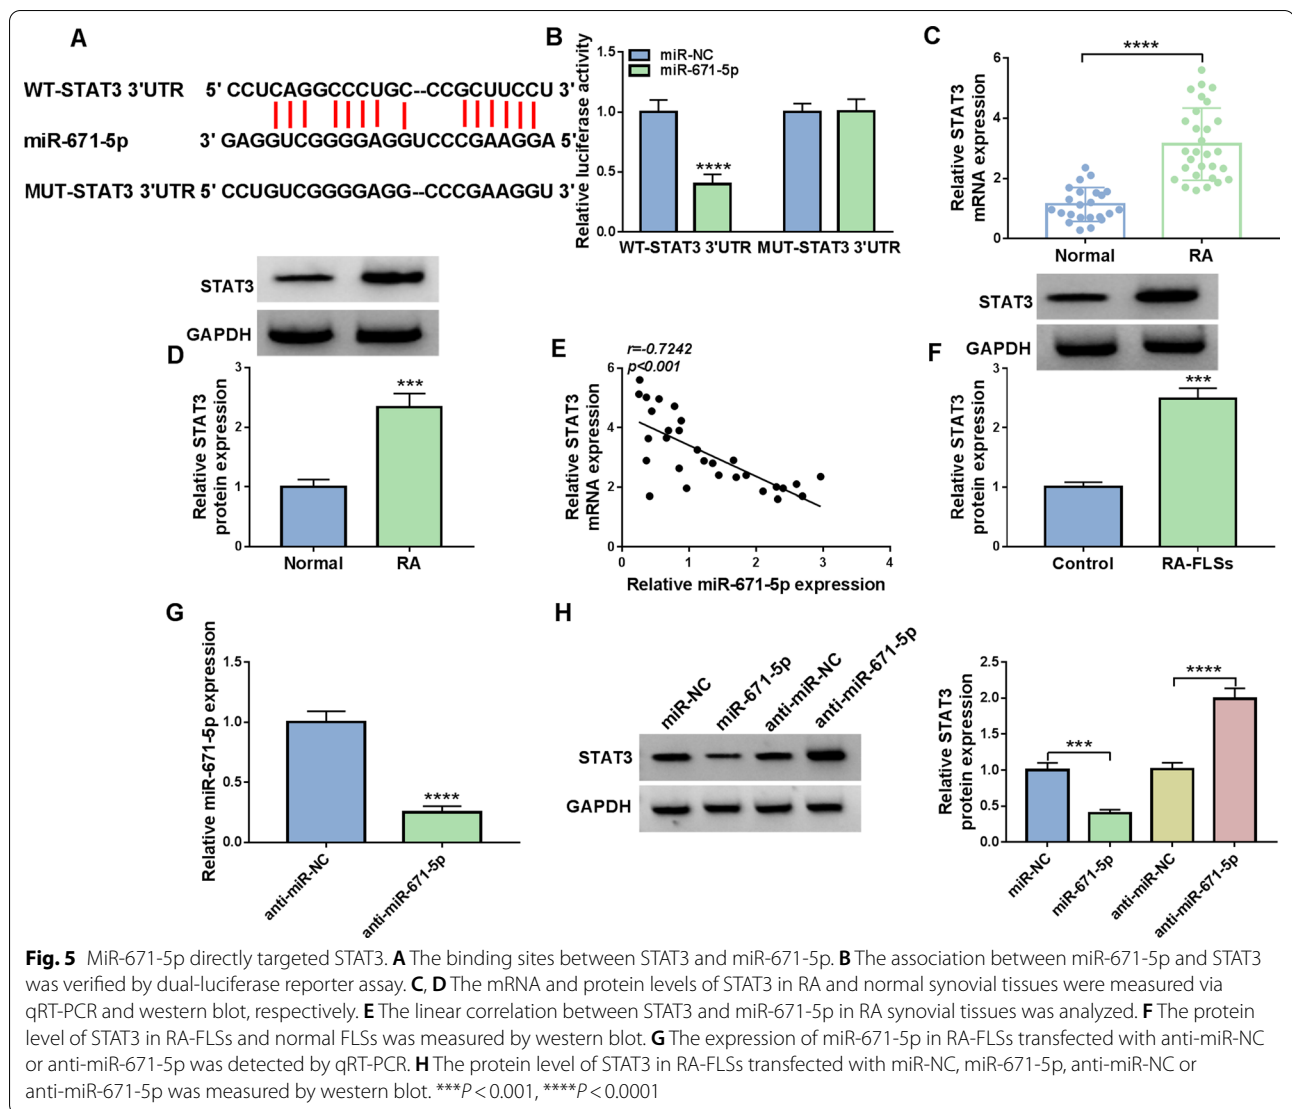 A
WT-STAT3 3'UTR 5' CCUCAGGCCCUGC--CCGCUUCCU 3'
miR-671-5p 3' GAGGUCGGGGAGGUCCCGAAGGA 5'
MUT-STAT3 3'UTR 5' CCUGUCGGGGAGG--CCCGAAGGU 3'
B
Relative luciferase activity
1.5
1.0
0.5
0.0
miR-NC
miR-671-5p
****
WT-STAT3 3'UTR MUT-STAT3 3'UTR
C
Relative STAT3
mRNA expression
6
4
2
0
****
Normal RA
D
STAT3
GAPDH
Relative STAT3
protein expression
3
2
1
0
***
Normal RA
E
r=-0.7242
p<0.001
Relative STAT3
mRNA expression
6
4
2
0
0 1 2 3 4
Relative miR-671-5p expression
F
STAT3
GAPDH
Relative STAT3
protein expression
3
2
1
0
***
Control RA-FLSs
G
Relative miR-671-5p expression
1.5
1.0
0.5
0.0
****
anti-miR-NC
anti-miR-671-5p
H
miR-NC
miR-671-5p
anti-miR-NC
anti-miR-671-5p
STAT3
GAPDH
Relative STAT3
protein expression
2.5
2.0
1.5
1.0
0.5
0.0
***
****
miR-NC
miR-671-5p
anti-miR-NC
anti-miR-671-5p
Fig. 5 MiR-671-5p directly targeted STAT3. A The binding sites between STAT3 and miR-671-5p. B The association between miR-671-5p and STAT3
was verified by dual-luciferase reporter assay. C, D The mRNA and protein levels of STAT3 in RA and normal synovial tissues were measured via
qRT-PCR and western blot, respectively. E The linear correlation between STAT3 and miR-671-5p in RA synovial tissues was analyzed. F The protein
level of STAT3 in RA-FLSs and normal FLSs was measured by western blot. G The expression of miR-671-5p in RA-FLSs transfected with anti-miR-NC
or anti-miR-671-5p was detected by qRT-PCR. H The protein level of STAT3 in RA-FLSs transfected with miR-NC, miR-671-5p, anti-miR-NC or
anti-miR-671-5p was measured by western blot. ***P < 0.001, ****P < 0.0001